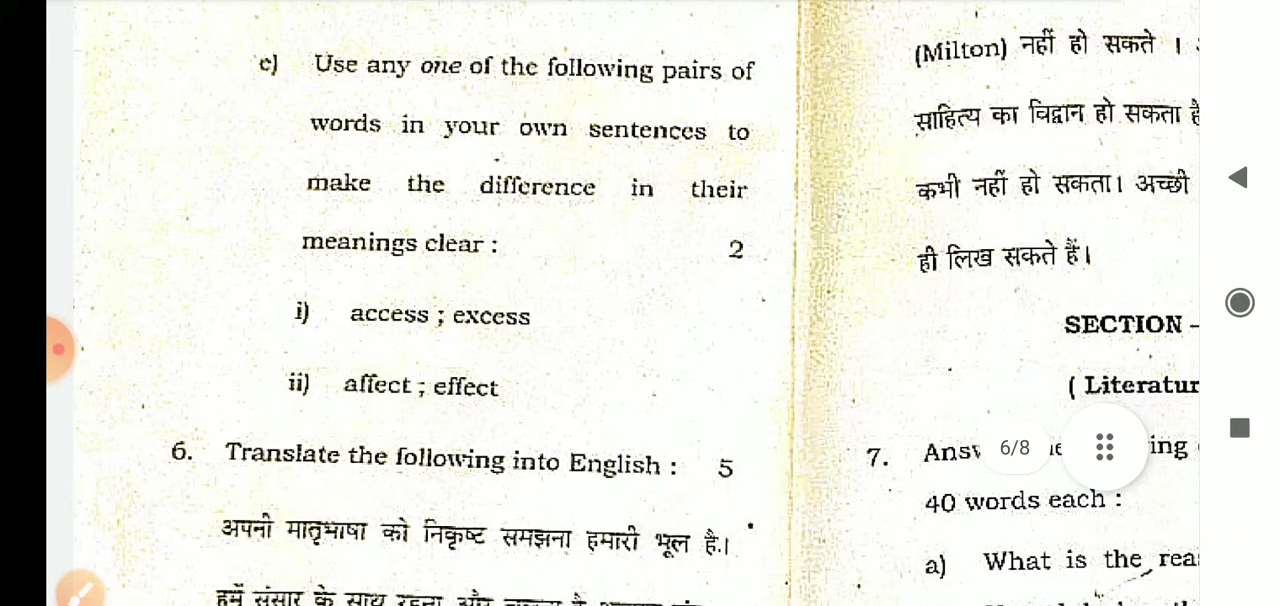 c) Use any one of the following pairs of
words in your own sentences to
make the difference in their
meanings clear : 2
i) access ; excess
ii) affect ; effect
6. Translate the following into English : 5
अपनी मातृभाषा को निकृष्ट समझना हमारी भूल है।
हमें संसार के साथ रहना और
(Milton) नहीं हो सकते ।
साहित्य का विद्वान हो सकता है
कभी नहीं हो सकता। अच्छी
ही लिख सकते हैं।
SECTION –
( Literatur
7.
40 words each :
a) What is the
6/8